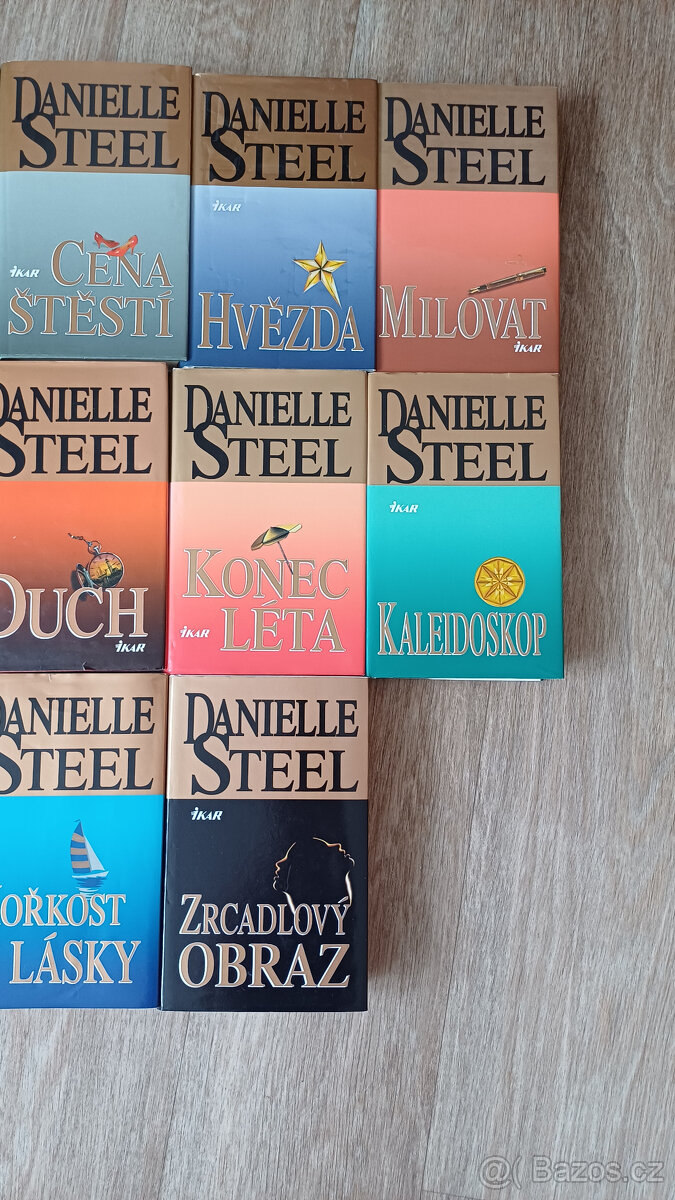 DANIELLE
STEEL
IKAR
CENA
ŠTĚSTÍ
DANIELLE
STEEL
IKAR
HVĚZDA
DANIELLE
STEEL
MILOVAT
IKAR
DANIELLE
STEEL
DUCH
IKAR
DANIELLE
STEEL
KONEC
IKAR LÉTA
DANIELLE
STEEL
IKAR
KALEIDOSKOP
DANIELLE
STEEL
HOŘKOST
LÁSKY
DANIELLE
STEEL
IKAR
ZRCADLOVÝ
OBRAZ
@ Bazos.cz